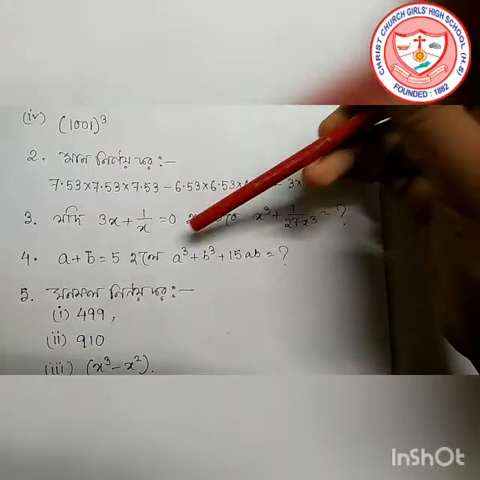 CHRIST CHURCH GIRLS' HIGH SCHOOL (H.S)
FOUNDED : 1882
(iv) (1001)³
2. মান নির্ণয় কর :-
7.53×7.53×7.53 – 6.53×6.53× – 3×
3. যদি 3x + 1/x = 0 x³ + 1/27x³ = ?
4. a + b = 5 হলে a³ + b³ + 15ab = ?
5. ঘনফল নির্ণয় কর :-
(i) 499,
(ii) 910
(iii) (x³ – x²).
InShOt